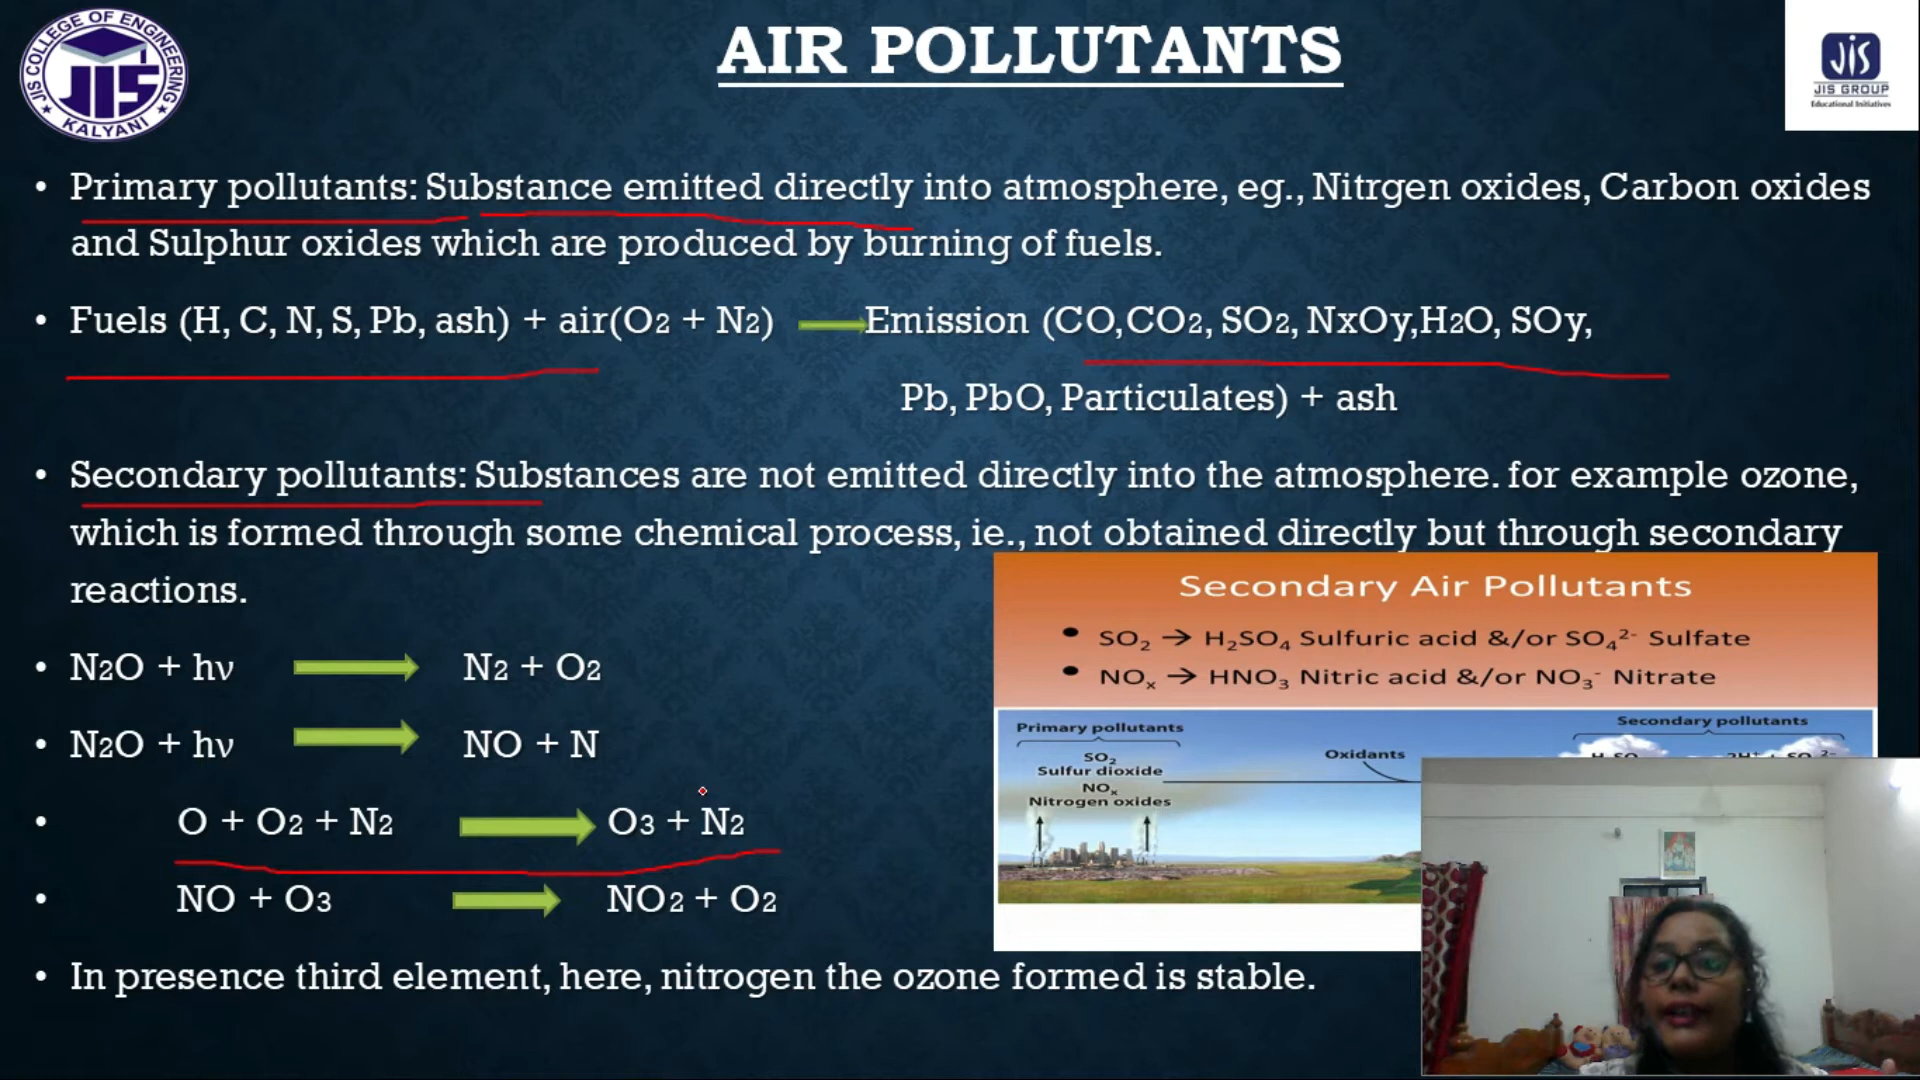 JIS COLLEGE OF ENGINEERING
JIS
KALYANI
AIR POLLUTANTS
JIS
JIS GROUP
Educational Initiatives
• Primary pollutants: Substance emitted directly into atmosphere, eg., Nitrgen oxides, Carbon oxides
and Sulphur oxides which are produced by burning of fuels.
• Fuels (H, C, N, S, Pb, ash) + air(O2 + N2) Emission (CO,CO2, SO2, NxOy,H2O, SOy,
Pb, PbO, Particulates) + ash
• Secondary pollutants: Substances are not emitted directly into the atmosphere. for example ozone,
which is formed through some chemical process, ie., not obtained directly but through secondary
reactions.
• N2O + hν N2 + O2
• N2O + hν NO + N
• O + O2 + N2 O3 + N2
• NO + O3 NO2 + O2
• In presence third element, here, nitrogen the ozone formed is stable.
Secondary Air Pollutants
• SO2 → H2SO4 Sulfuric acid &/or SO4 2- Sulfate
• NOx → HNO3 Nitric acid &/or NO3- Nitrate
Primary pollutants
SO2
Sulfur dioxide
NOx
Nitrogen oxides
Oxidants
Secondary pollutants